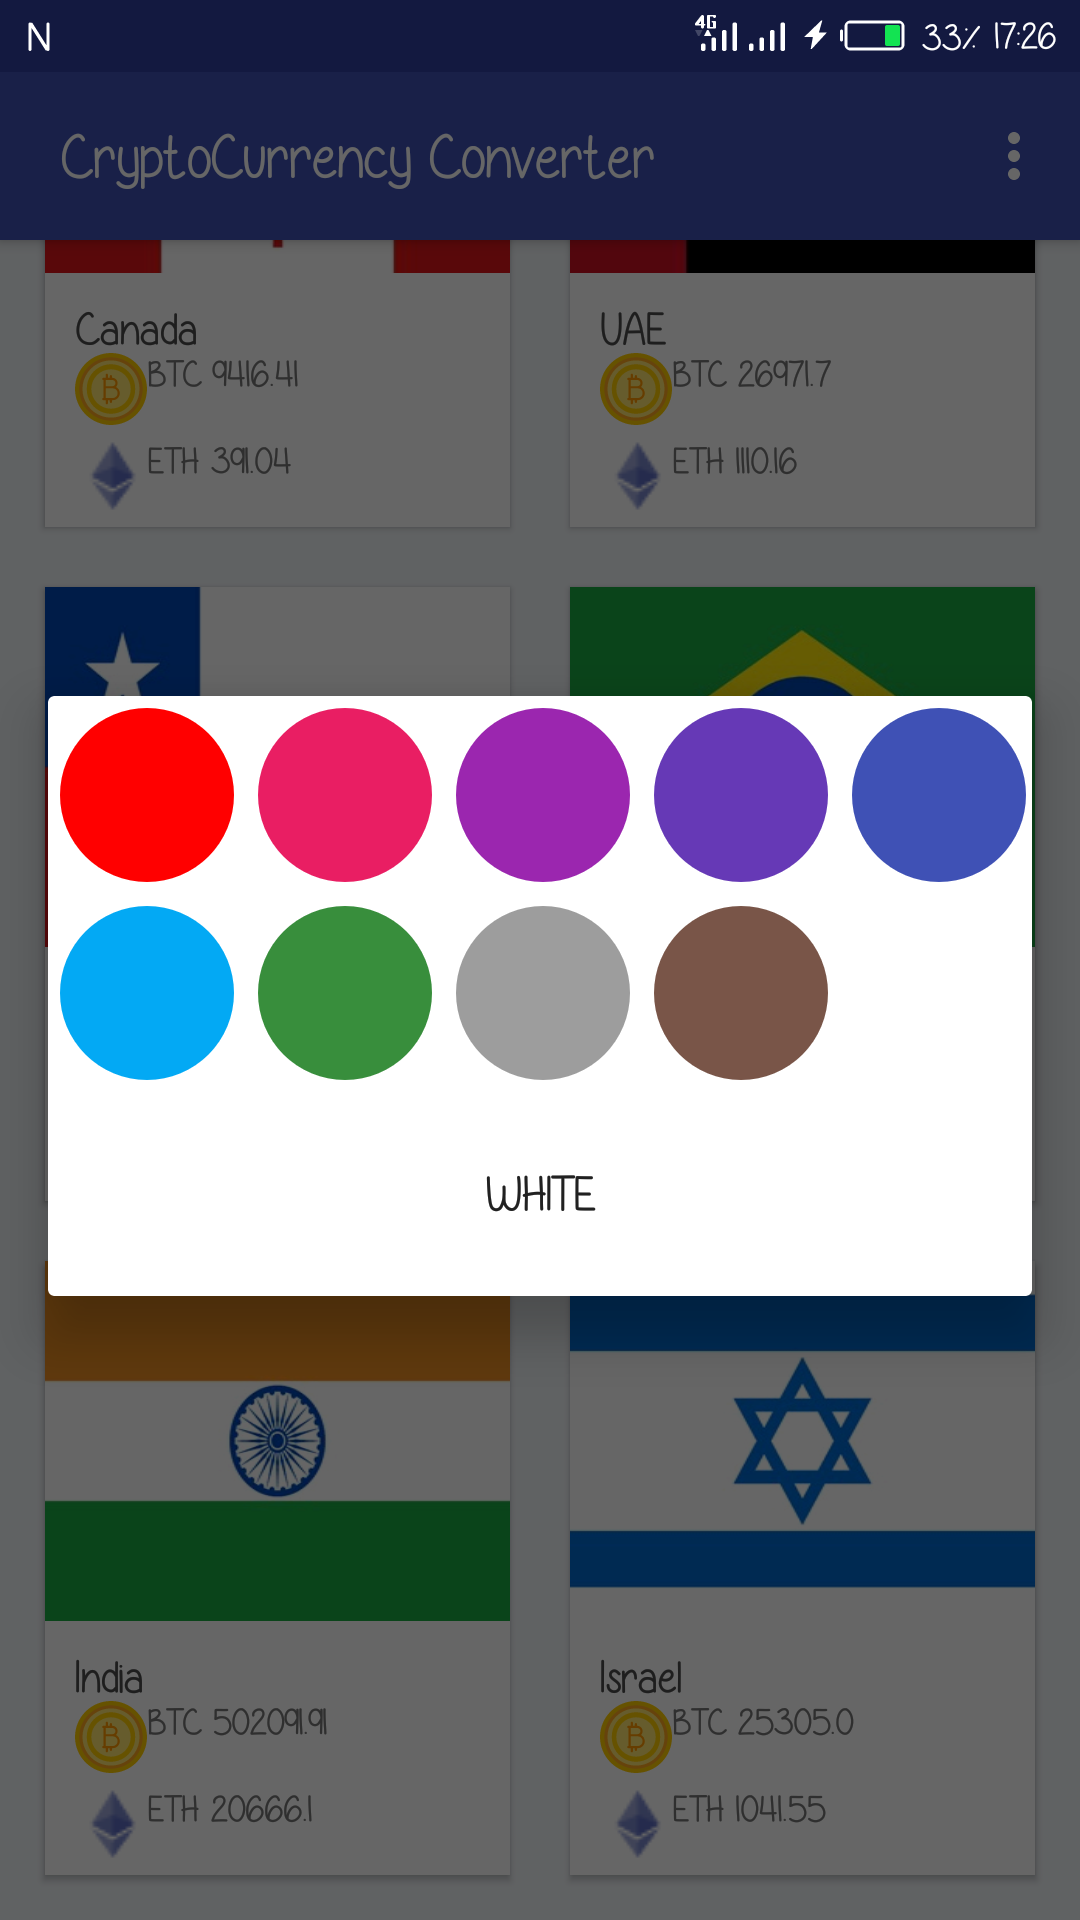 N 4G 33% 17:26
CryptoCurrency Converter
Canada
BTC 9416.41
ETH 391.04
UAE
BTC 26971.7
ETH 1110.16
WHITE
India
BTC 502091.91
ETH 20666.1
Israel
BTC 25305.0
ETH 1041.55